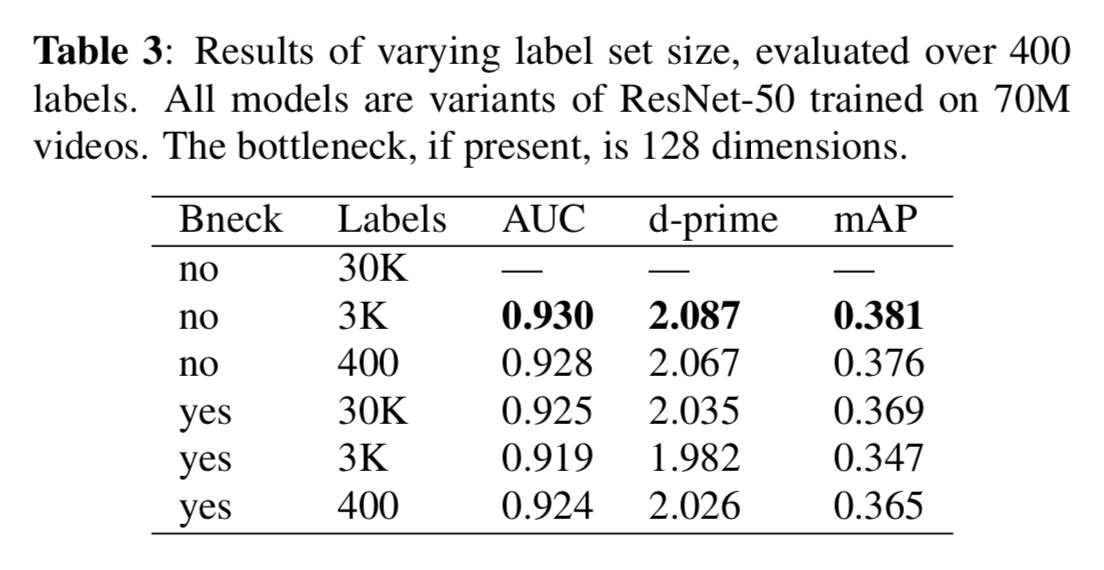 Table 3: Results of varying label set size, evaluated over 400
labels. All models are variants of ResNet-50 trained on 70M
videos. The bottleneck, if present, is 128 dimensions.
Bneck Labels AUC d-prime mAP
no 30K — — —
no 3K 0.930 2.087 0.381
no 400 0.928 2.067 0.376
yes 30K 0.925 2.035 0.369
yes 3K 0.919 1.982 0.347
yes 400 0.924 2.026 0.365